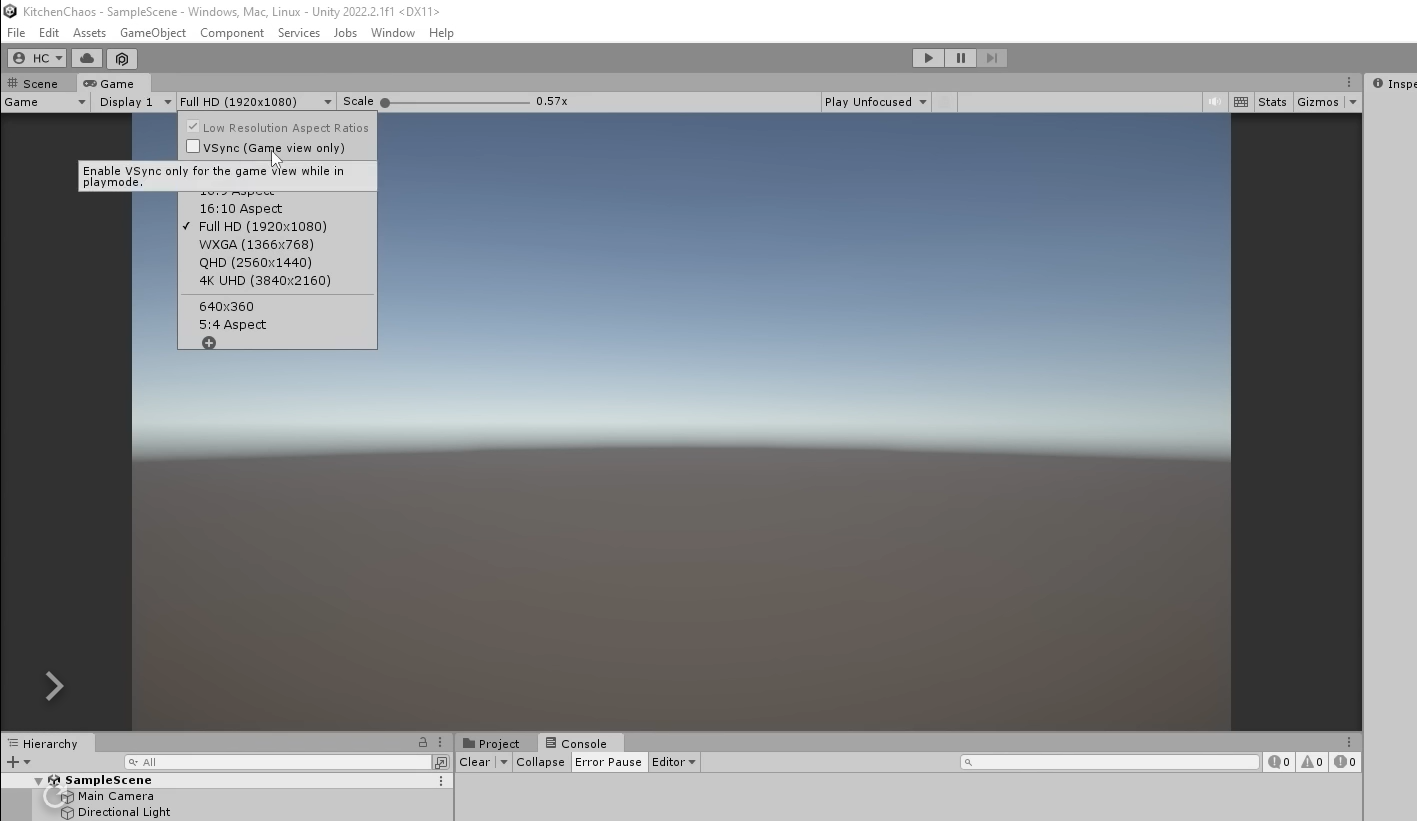 KitchenChaos - SampleScene - Windows, Mac, Linux - Unity 2022.2.1f1 <DX11>
File Edit Assets GameObject Component Services Jobs Window Help
HC
Scene Game Inspe
Game Display 1 Full HD (1920x1080) Scale 0.57x Play Unfocused Stats Gizmos
Low Resolution Aspect Ratios
VSync (Game view only)
Enable VSync only for the game view while in
playmode.
16:9 Aspect
16:10 Aspect
Full HD (1920x1080)
WXGA (1366x768)
QHD (2560x1440)
4K UHD (3840x2160)
640x360
5:4 Aspect
Hierarchy Project Console
All Clear Collapse Error Pause Editor 0 0 0
SampleScene
Main Camera
Directional Light